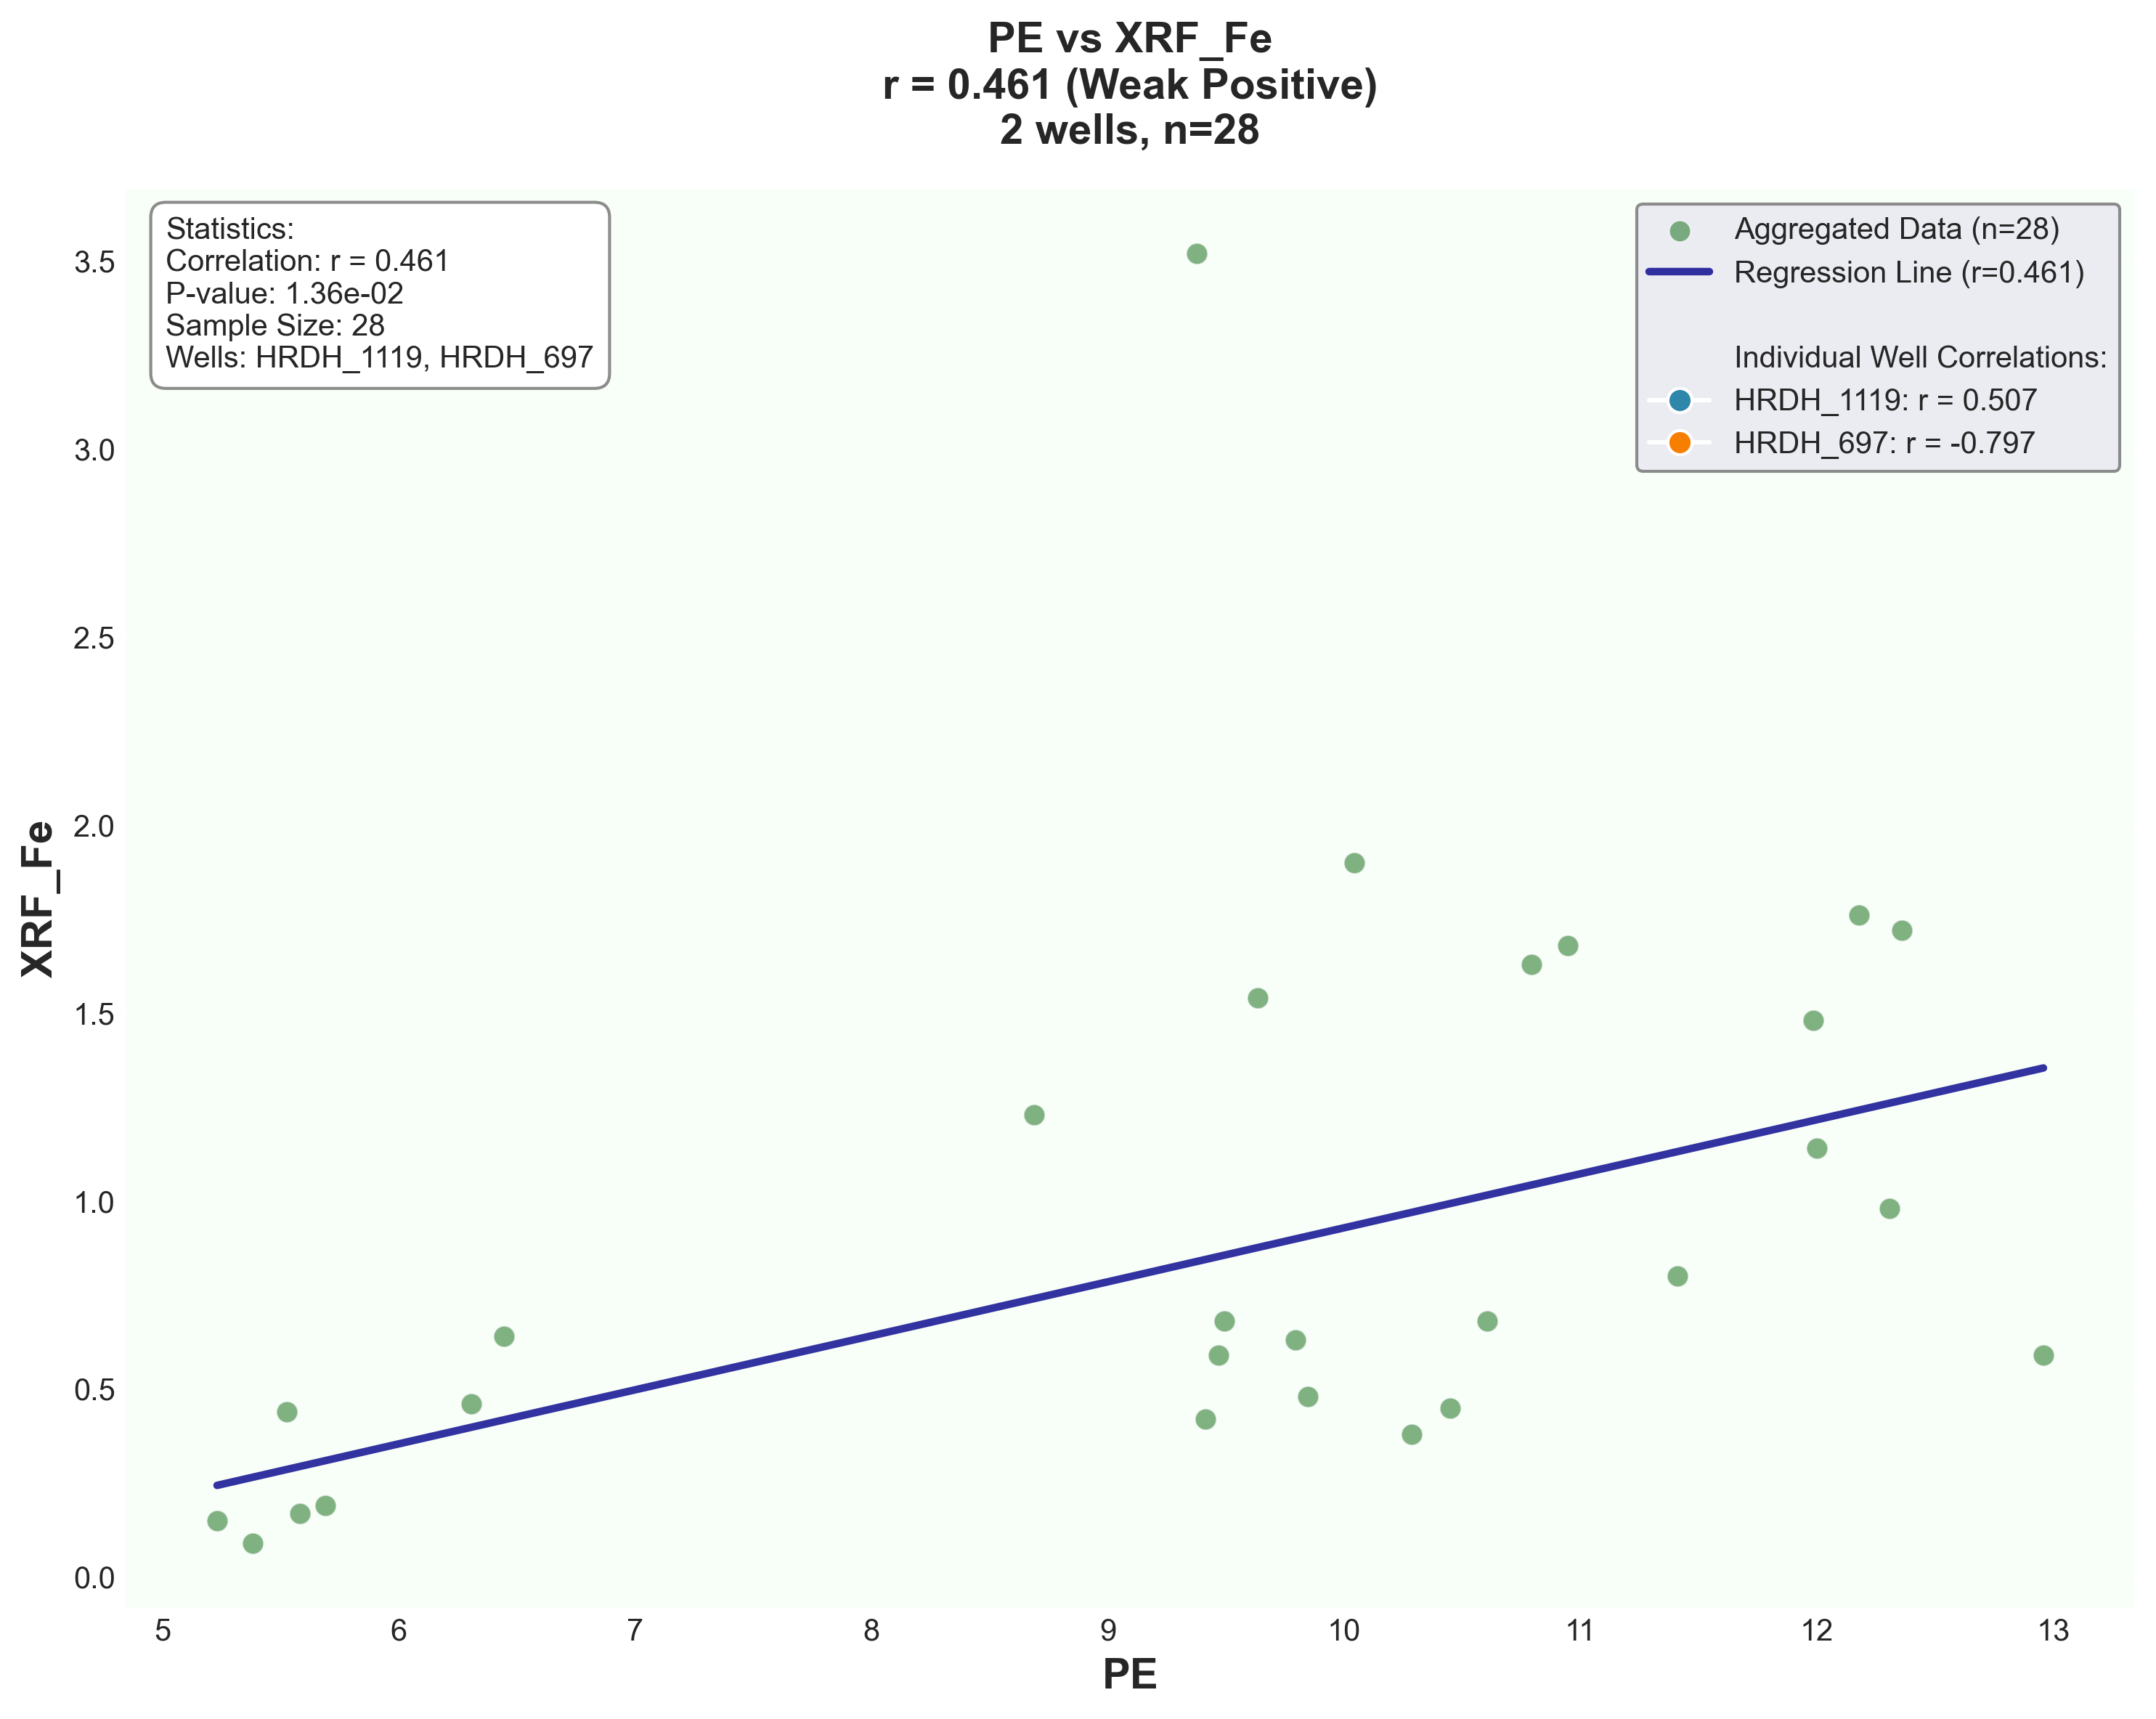 PE vs XRF_Fe
r = 0.461 (Weak Positive)
2 wells, n=28
Statistics:
Correlation: r = 0.461
P-value: 1.36e-02
Sample Size: 28
Wells: HRDH_1119, HRDH_697
Aggregated Data (n=28)
Regression Line (r=0.461)
Individual Well Correlations:
HRDH_1119: r = 0.507
HRDH_697: r = -0.797
XRF_Fe
3.5
3.0
2.5
2.0
1.5
1.0
0.5
0.0
5 6 7 8 9 10 11 12 13
PE